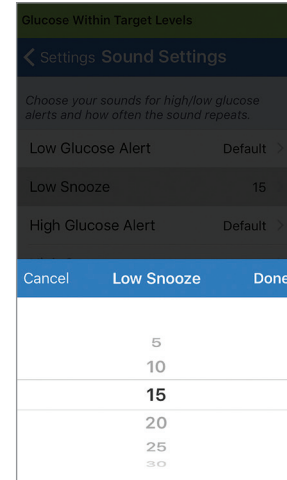 Glucose Within Target Levels
Settings Sound Settings
Choose your sounds for high/low glucose
alerts and how often the sound repeats.
Low Glucose Alert Default
Low Snooze 15
High Glucose Alert Default
Cancel Low Snooze Done
5
10
15
20
25
30